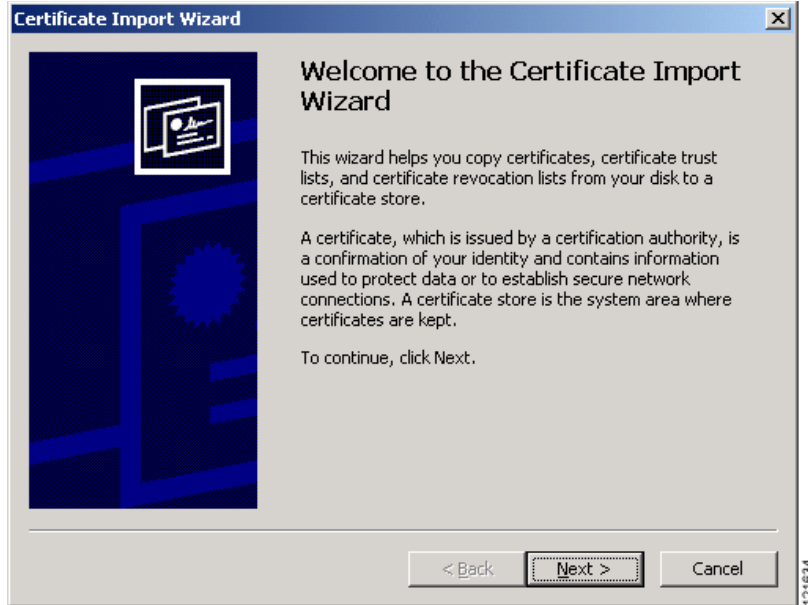 Certificate Import Wizard
Welcome to the Certificate Import
Wizard
This wizard helps you copy certificates, certificate trust
lists, and certificate revocation lists from your disk to a
certificate store.
A certificate, which is issued by a certification authority, is
a confirmation of your identity and contains information
used to protect data or to establish secure network
connections. A certificate store is the system area where
certificates are kept.
To continue, click Next.
< Back
Next >
Cancel